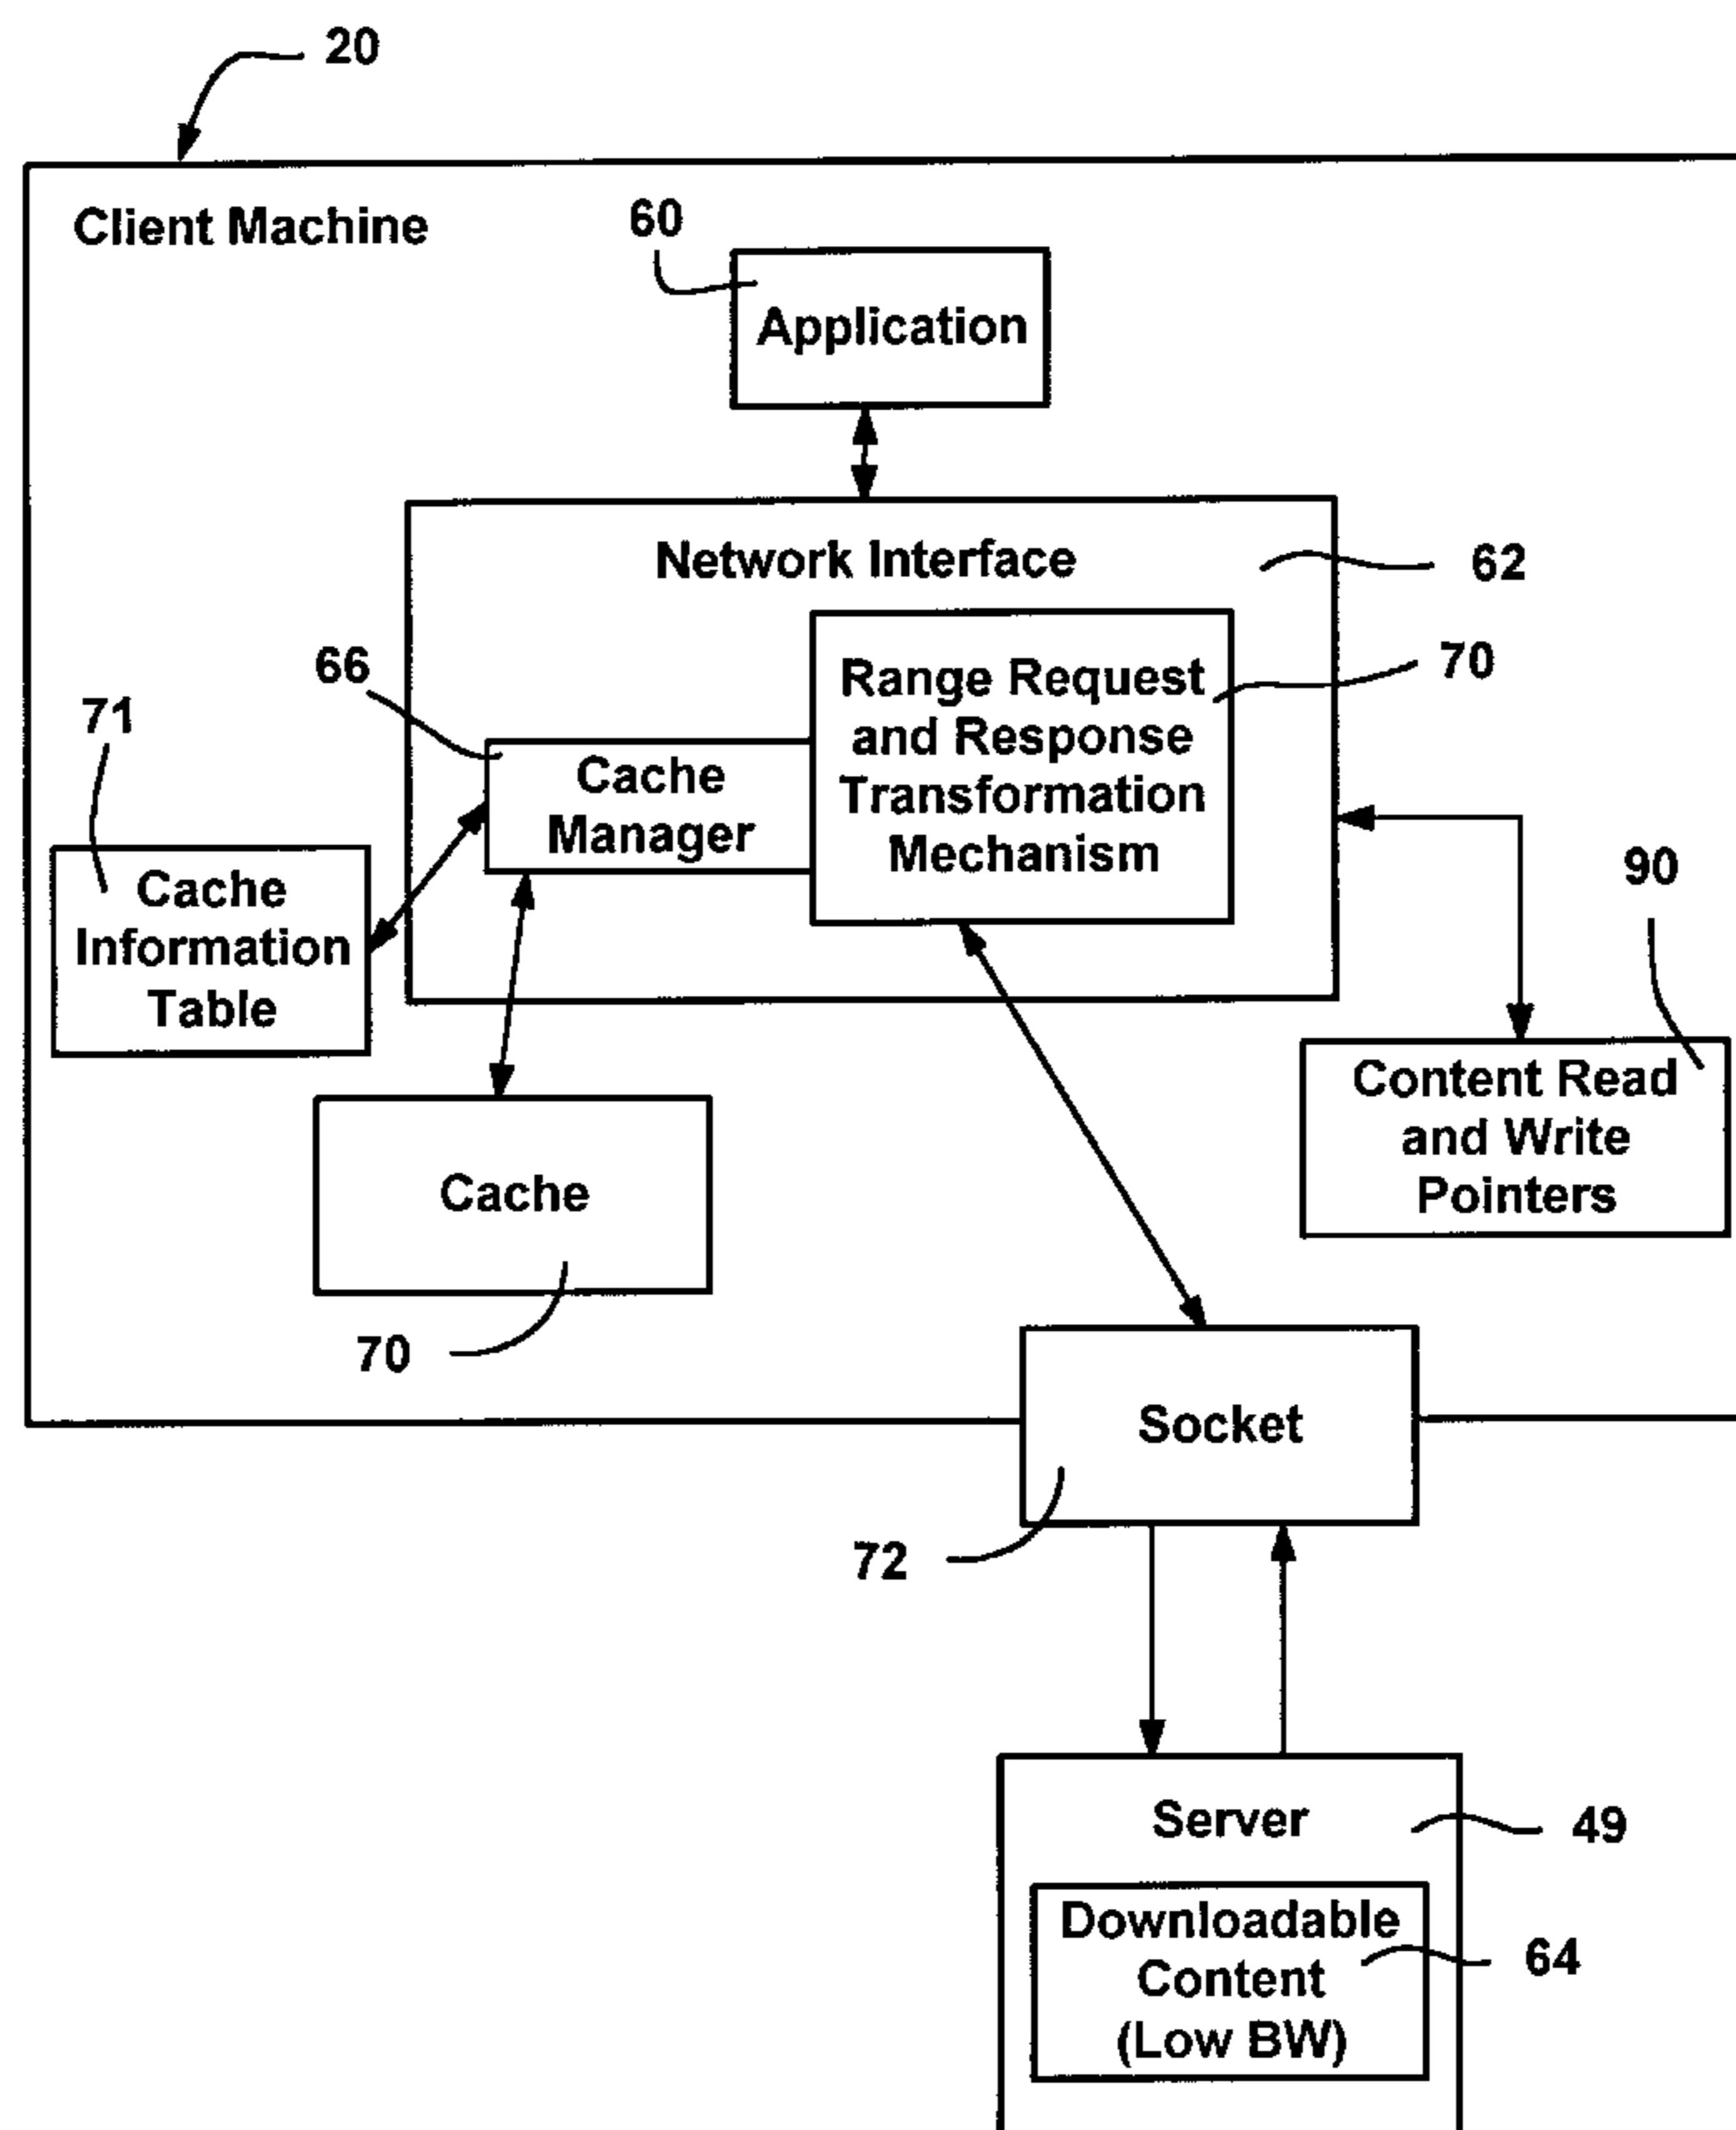 20
Client Machine
60
Application
Network Interface
62
66
Range Request
and Response
Transformation
Mechanism
70
71
Cache
Manager
Cache
Information
Table
90
Content Read
and Write
Pointers
Cache
70
Socket
72
Server
49
Downloadable
Content
(Low BW)
64